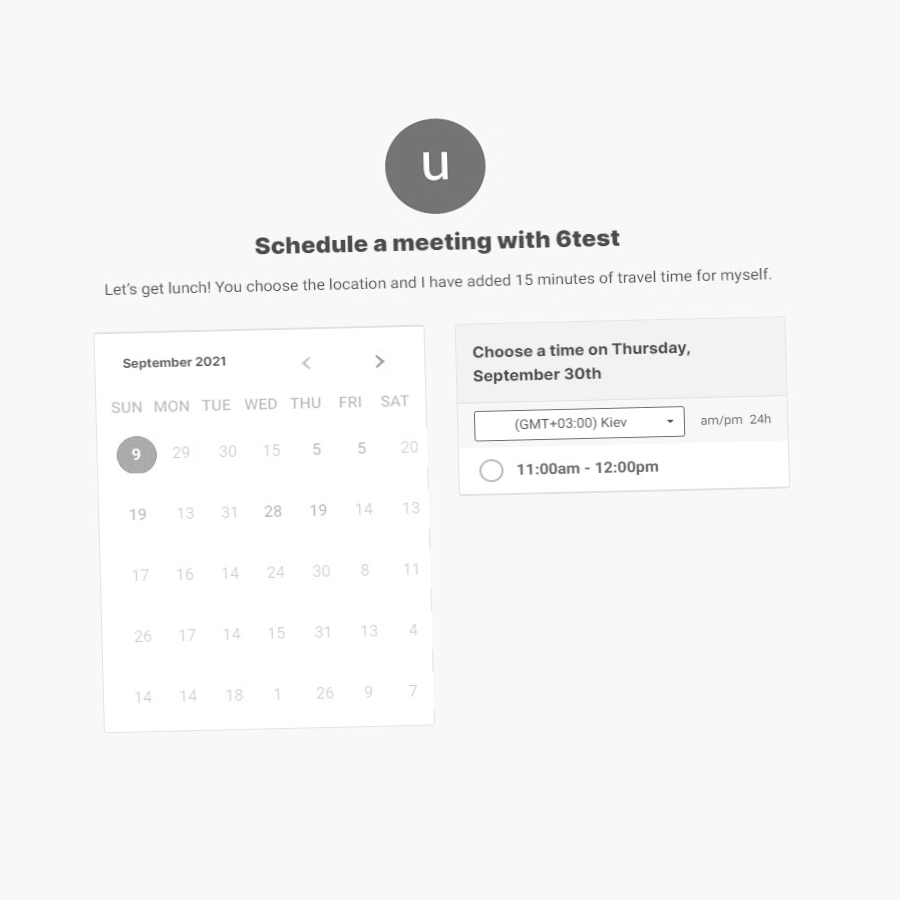 u
Schedule a meeting with 6test
Let's get lunch! You choose the location and I have added 15 minutes of travel time for myself.
September 2021 < >
SUN MON TUE WED THU FRI SAT
9 29 30 15 5 5 20
19 13 31 28 19 14 13
17 16 14 24 30 8 11
26 17 14 15 31 13 4
14 14 18 1 26 9 7
Choose a time on Thursday,
September 30th
(GMT+03:00) Kiev am/pm 24h
11:00am - 12:00pm